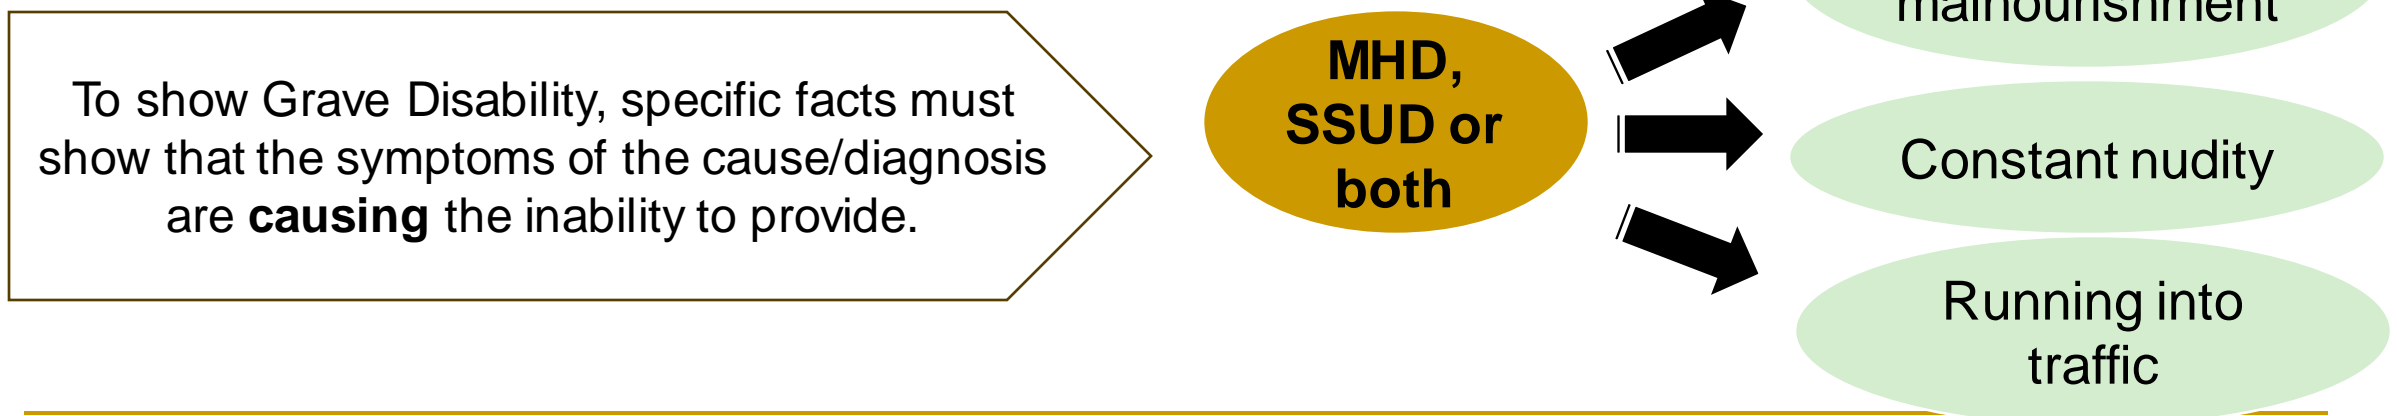 To show Grave Disability, specific facts must
show that the symptoms of the cause/diagnosis
are causing the inability to provide.
MHD,
SSUD or
both
malnourishment
Constant nudity
Running into
traffic